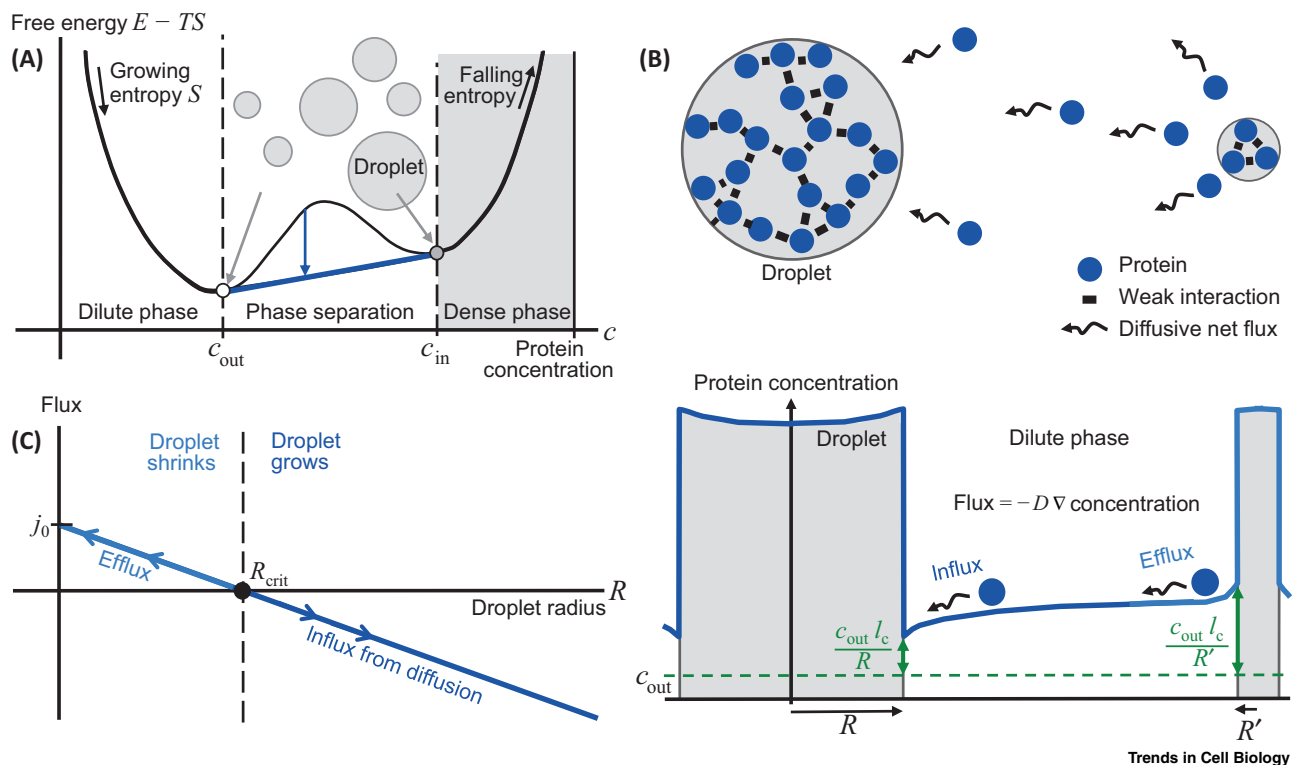 Free energy E − TS
(A)
Growing
entropy S
Falling
entropy
Droplet
Dilute phase
Phase separation
Dense phase
c
c_out
c_in
Protein
concentration
(B)
Droplet
Protein
Weak interaction
Diffusive net flux
Protein concentration
Droplet
Dilute phase
Flux = −D ∇ concentration
Influx
Efflux
c_out l_c
R
c_out l_c
R′
c_out
R
R′
Flux
(C)
Droplet
shrinks
Droplet
grows
j_0
Efflux
R_crit
R
Droplet radius
Influx from diffusion
Trends in Cell Biology